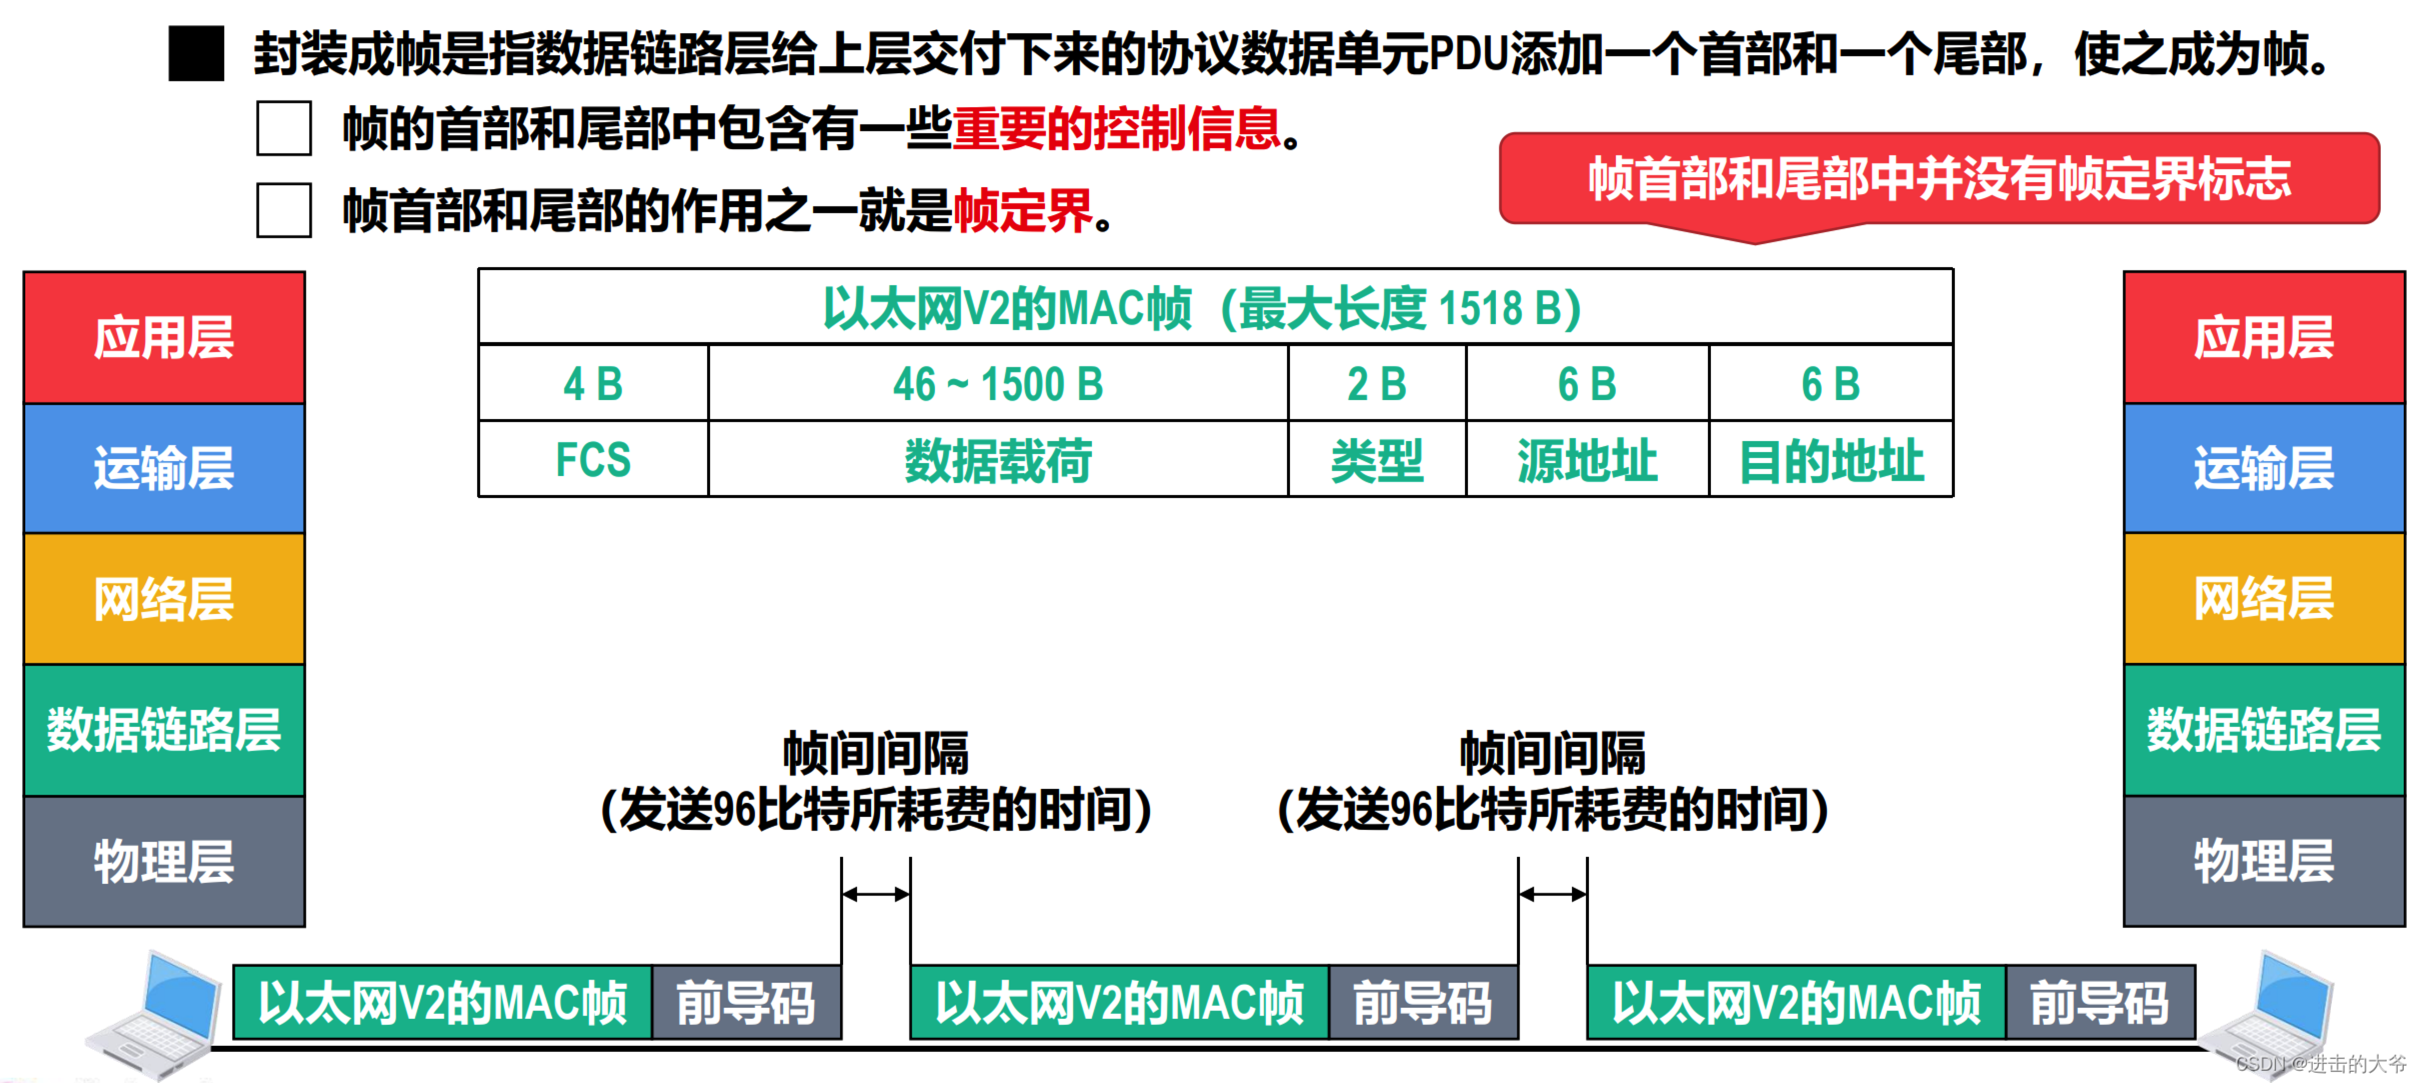 封装成帧是指数据链路层给上层交付下来的协议数据单元PDU添加一个首部和一个尾部，使之成为帧。
帧的首部和尾部中包含有一些重要的控制信息。
帧首部和尾部的作用之一就是帧定界。
帧首部和尾部中并没有帧定界标志
应用层
运输层
网络层
数据链路层
物理层
以太网V2的MAC帧（最大长度 1518 B）
4 B 46 ~ 1500 B 2 B 6 B 6 B
FCS 数据载荷 类型 源地址 目的地址
应用层
运输层
网络层
数据链路层
物理层
帧间间隔
（发送96比特所耗费的时间）
帧间间隔
（发送96比特所耗费的时间）
以太网V2的MAC帧 前导码 以太网V2的MAC帧 前导码 以太网V2的MAC帧 前导码
CSDN @进击的大爷